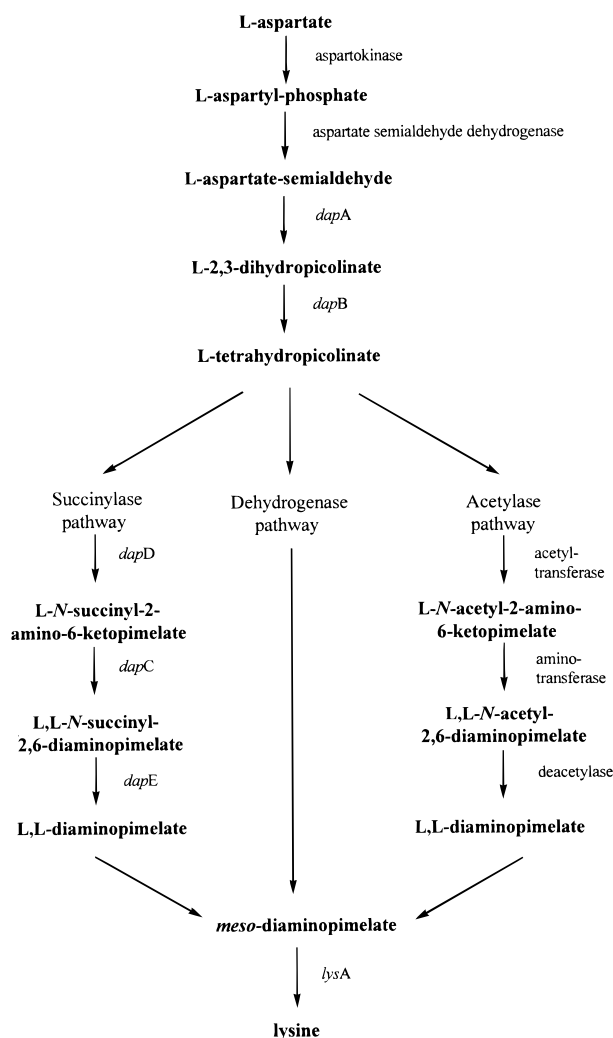 L-aspartate
aspartokinase
L-aspartyl-phosphate
aspartate semialdehyde dehydrogenase
L-aspartate-semialdehyde
dapA
L-2,3-dihydropicolinate
dapB
L-tetrahydropicolinate
Succinylase
pathway
dapD
L-N-succinyl-2-
amino-6-ketopimelate
dapC
L,L-N-succinyl-
2,6-diaminopimelate
dapE
L,L-diaminopimelate
Dehydrogenase
pathway
Acetylase
pathway
acetyl-
transferase
L-N-acetyl-2-amino-
6-ketopimelate
amino-
transferase
L,L-N-acetyl-
2,6-diaminopimelate
deacetylase
L,L-diaminopimelate
meso-diaminopimelate
lysA
lysine